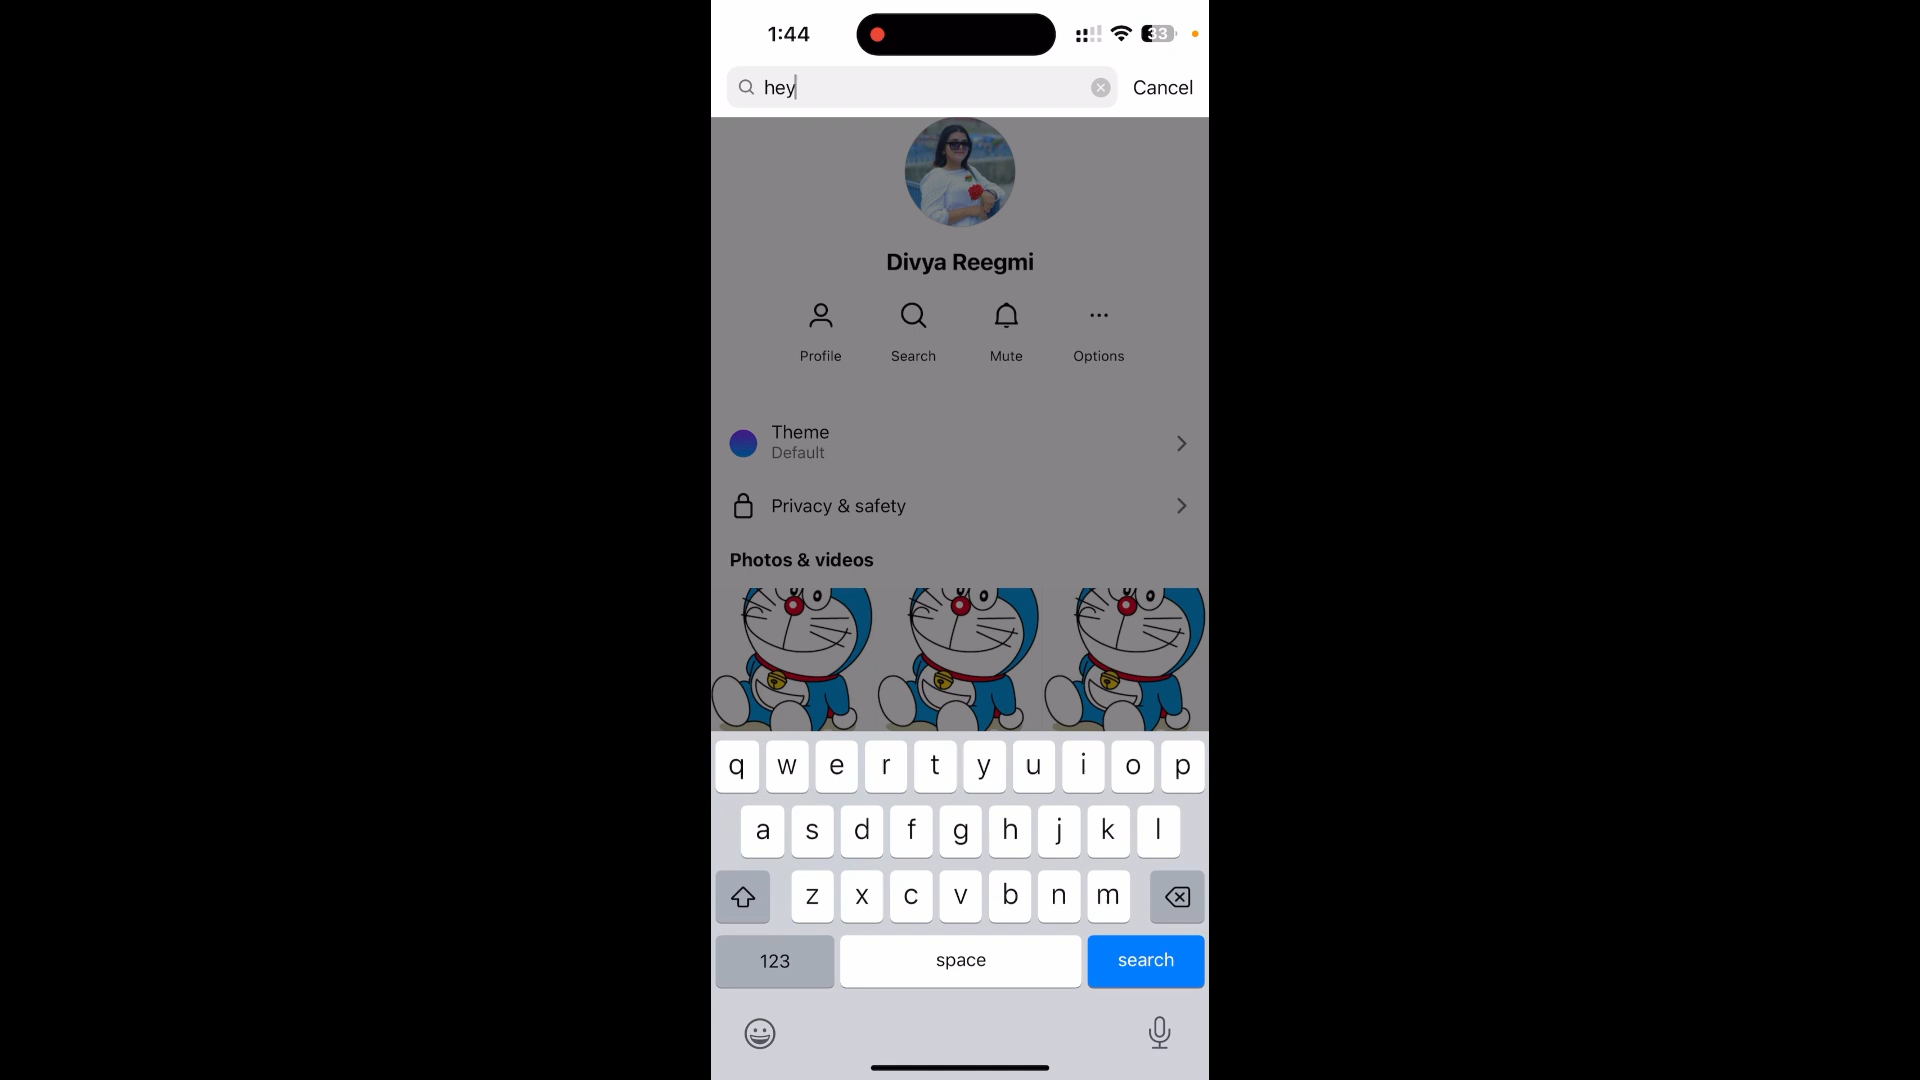 1:44
33
hey
Cancel
Divya Reegmi
Profile
Search
Mute
Options
Theme
Default
Privacy & safety
Photos & videos
q w e r t y u i o p
a s d f g h j k l
z x c v b n m
123
space
search